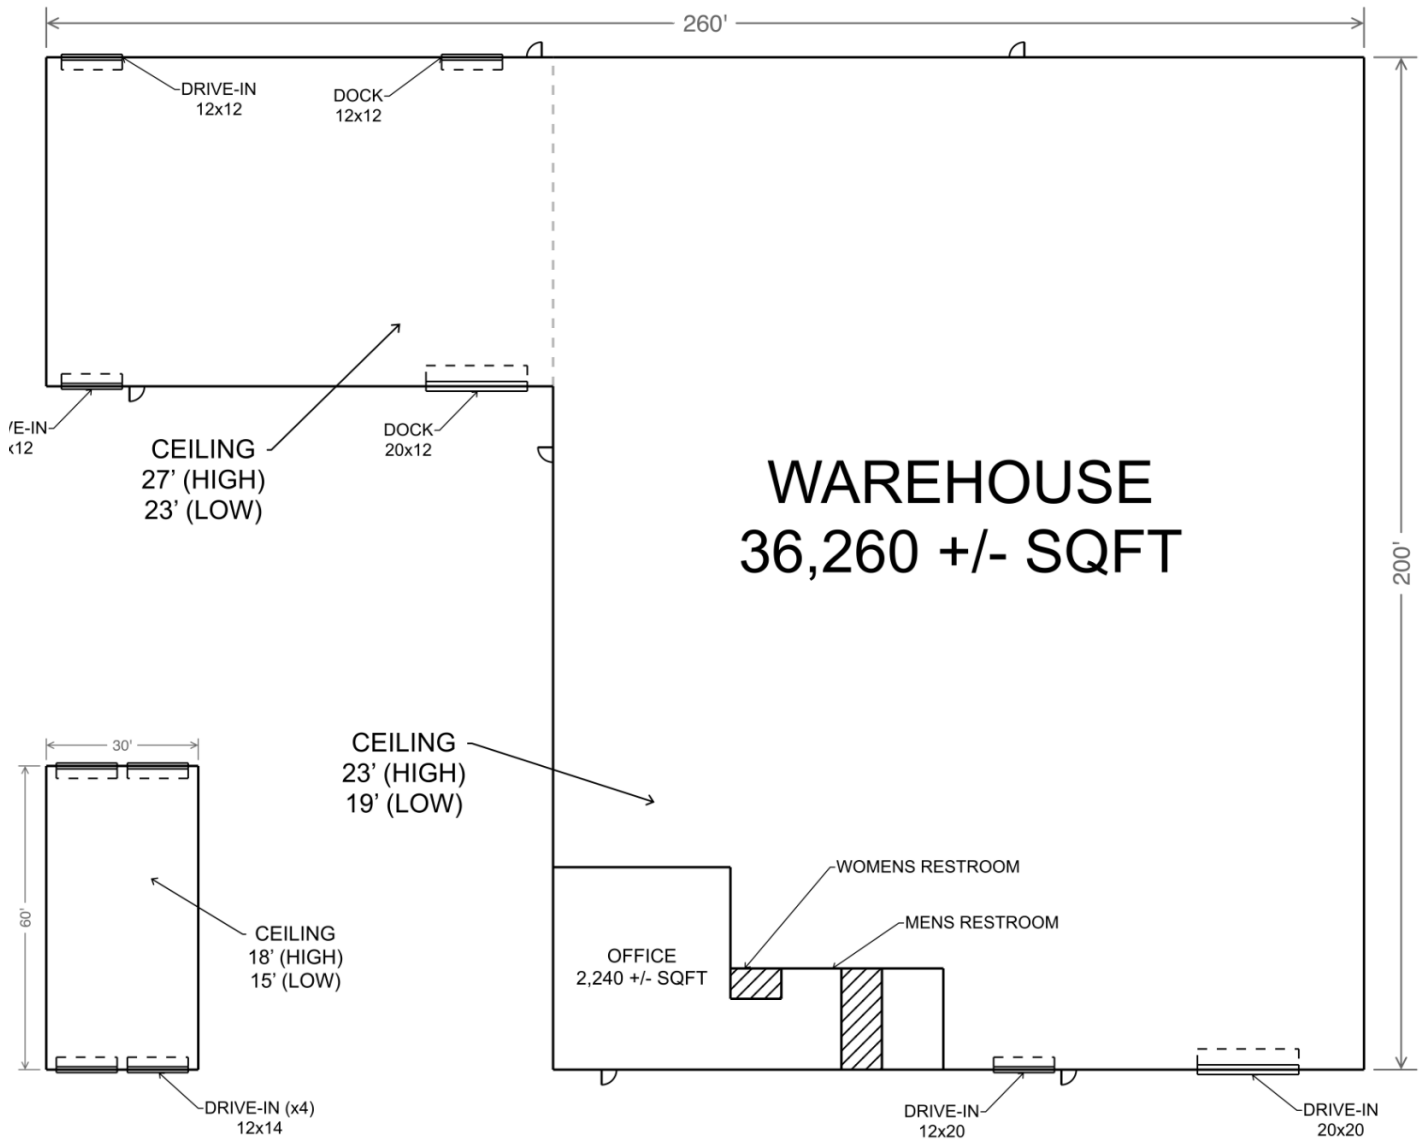 260'
DRIVE-IN
12x12
DOCK
12x12
200'
DOCK
20x12
CEILING
27’ (HIGH)
23’ (LOW)
WAREHOUSE
36,260 +/- SQFT
CEILING
23’ (HIGH)
19’ (LOW)
30'
60'
CEILING
18’ (HIGH)
15’ (LOW)
WOMENS RESTROOM
MENS RESTROOM
OFFICE
2,240 +/- SQFT
DRIVE-IN (x4)
12x14
DRIVE-IN
12x20
DRIVE-IN
20x20